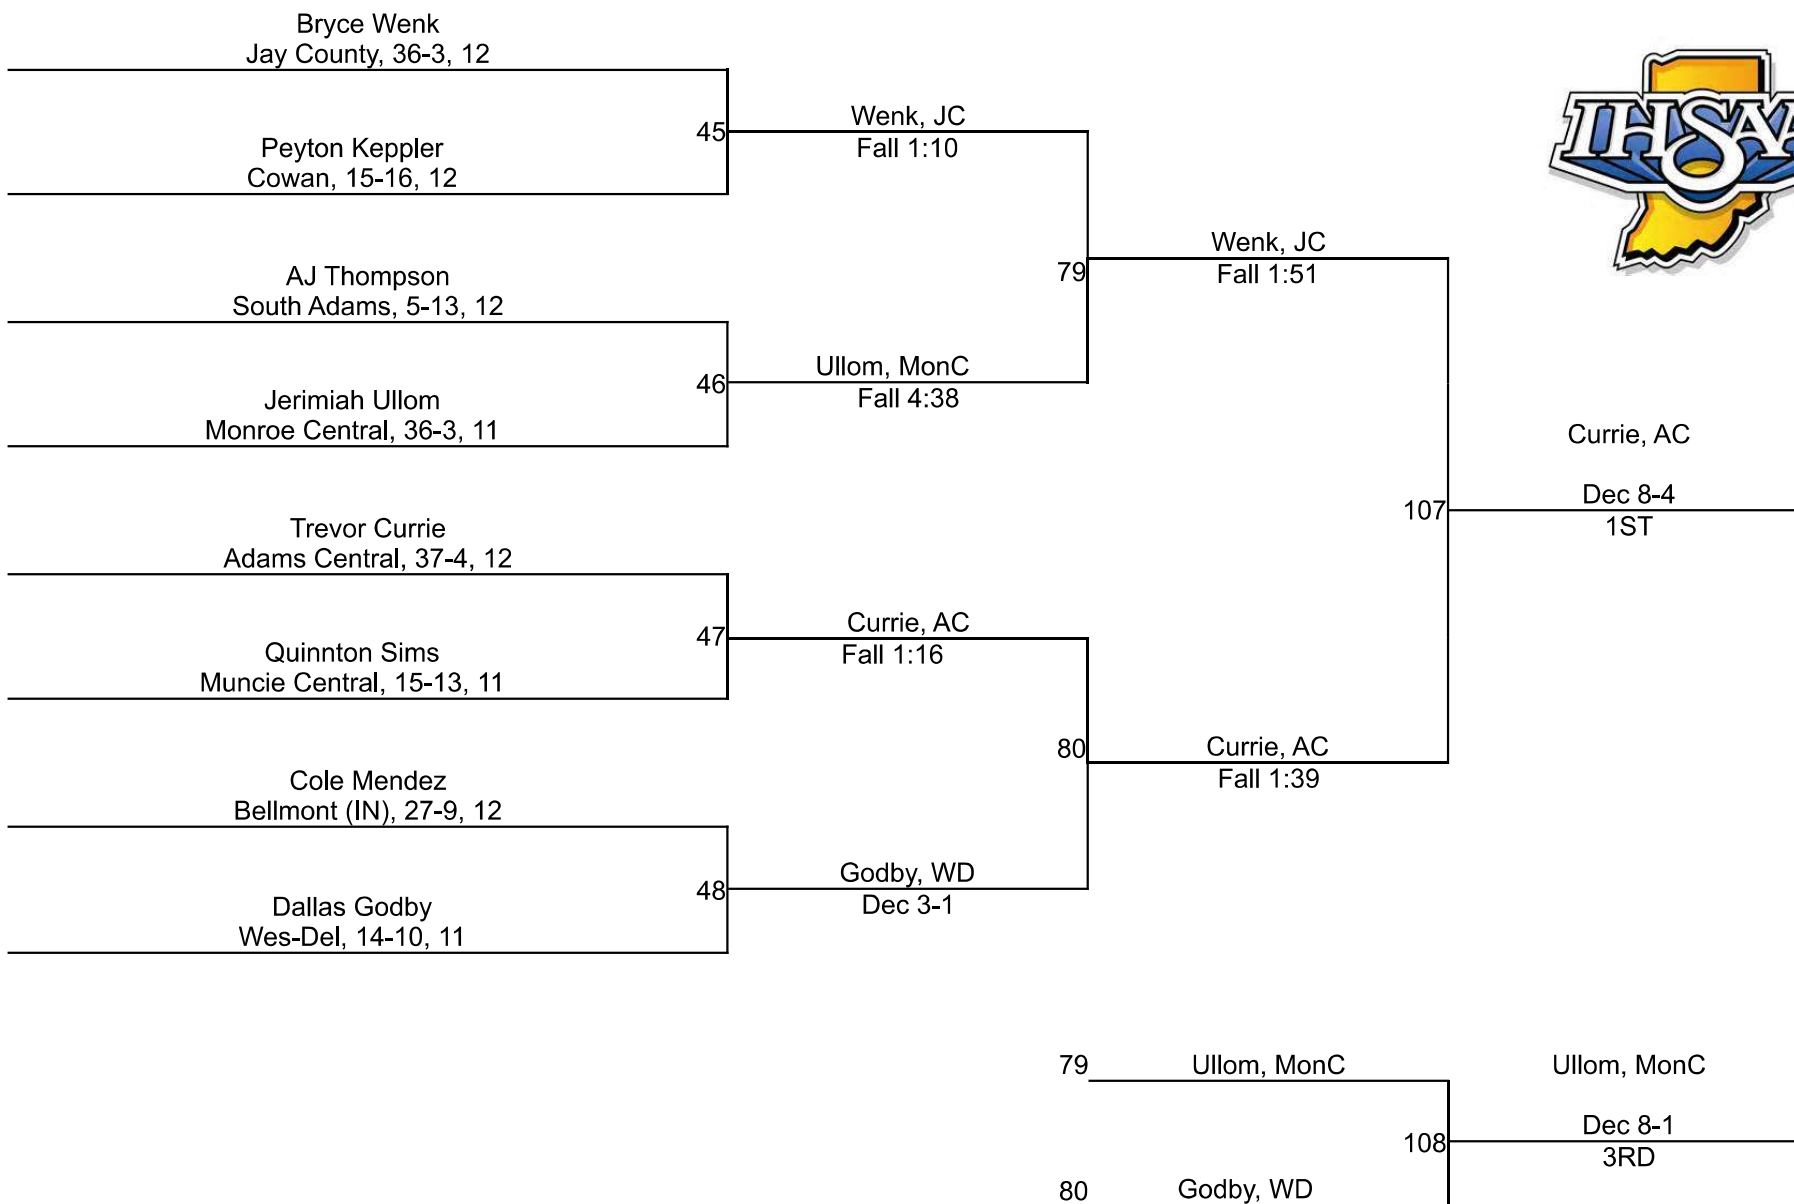 Bryce Wenk
Jay County, 36-3, 12
45
Wenk, JC
Fall 1:10
Peyton Keppler
Cowan, 15-16, 12
IHSAA
79
Wenk, JC
Fall 1:51
AJ Thompson
South Adams, 5-13, 12
46
Ullom, MonC
Fall 4:38
Jerimiah Ullom
Monroe Central, 36-3, 11
107
Currie, AC
Dec 8-4
1ST
Trevor Currie
Adams Central, 37-4, 12
47
Currie, AC
Fall 1:16
Quinnton Sims
Muncie Central, 15-13, 11
80
Currie, AC
Fall 1:39
Cole Mendez
Bellmont (IN), 27-9, 12
48
Godby, WD
Dec 3-1
Dallas Godby
Wes-Del, 14-10, 11
79
Ullom, MonC
Ullom, MonC
108
Dec 8-1
3RD
80
Godby, WD